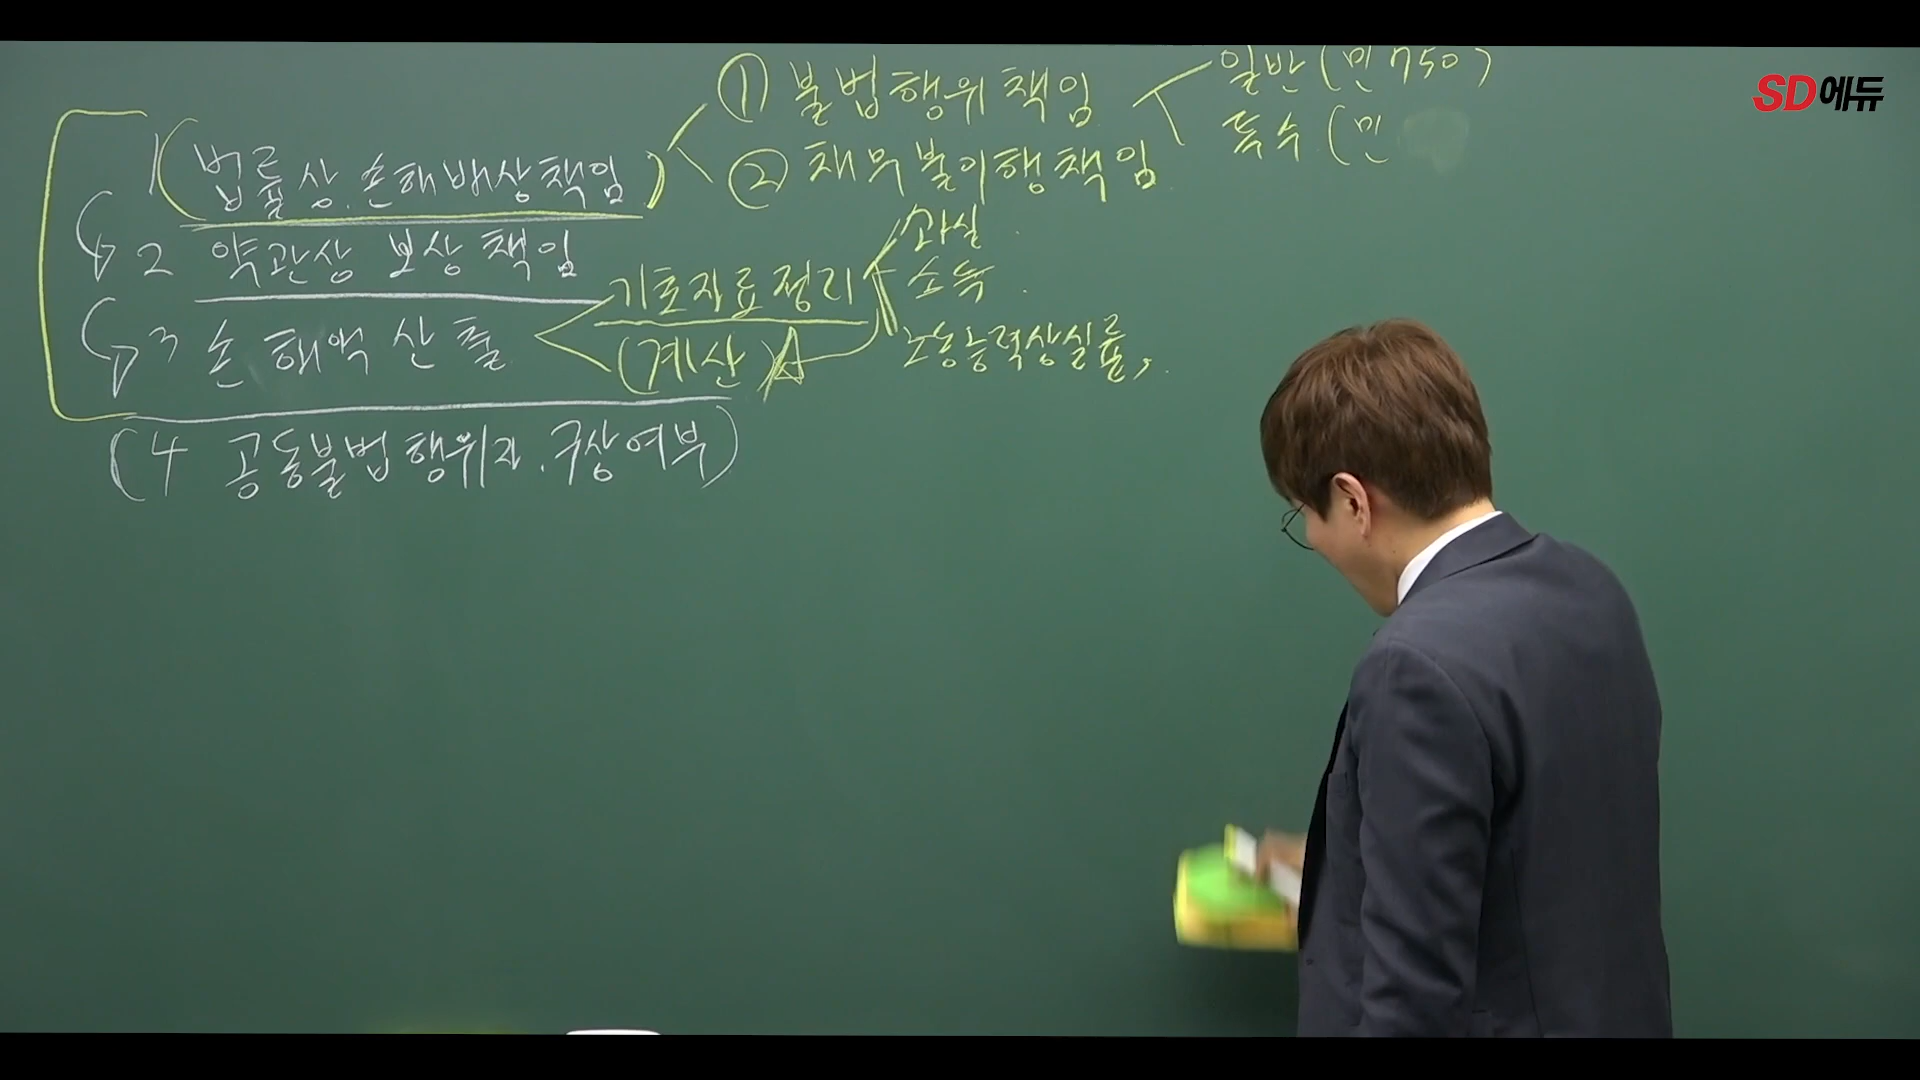 SD에듀
1 (법률상 손해배상책임)
① 불법행위책임
② 채무불이행책임
일반 (민 750)
특수 (민
2 약관상 보상책임
3 손해액 산출
기초자료정리
(계산)
과실
소득
노동능력상실률,
(4 공동불법행위자. 구상여부)